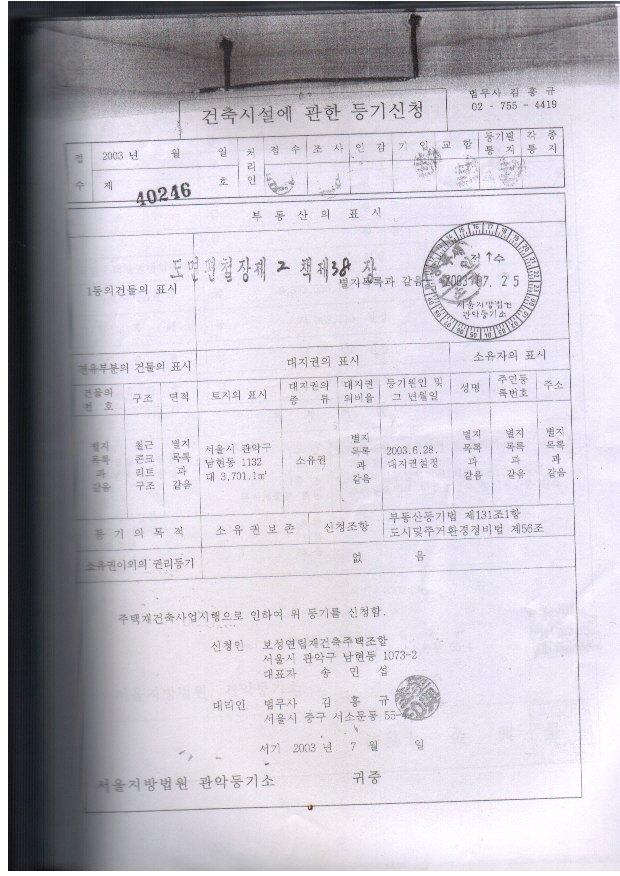 건축시설에 관한 등기신청
법무사 김 홍 규
02 - 755 - 4419
접 수
2003 년 월 일
제 40246 호
처리인
접 수 조 사 인 감 기 입 교 합 등기필통지 각종통지
부 동 산 의 표 시
1동의건물의 표시
도면편철장제 2 책제38 장
별지목록과 같음
2003.07.25
서울지방법원
관악등기소
전유부분의 건물의 표시
대지권의 표시
소유자의 표시
건물의 번호
구조
면적
토지의 표시
대지권의 종 류
대지권의비율
등기원인 및 그 년월일
성명
주민등록번호
주소
별지목록과 같음
철근콘크리트구조
별지목록과 같음
서울시 관악구
남현동 1132
대 3,791.1㎡
소유권
별지목록과 같음
2003.6.28.
대지권설정
별지목록과 같음
별지목록과 같음
별지목록과 같음
등 기 의 목 적
소 유 권 보 존
신청조항
부동산등기법 제131조1항
도시및주거환경정비법 제56조
소유권이외의 권리등기
없 음
주택재건축사업시행으로 인하여 위 등기를 신청함.
신청인 보성연립재건축주택조합
서울시 관악구 남현동 1073-2
대표자 송 민 섭
대리인 법무사 김 홍 규
서울시 중구 서소문동 55-4
서기 2003 년 7 월 일
서울지방법원 관악등기소 귀중